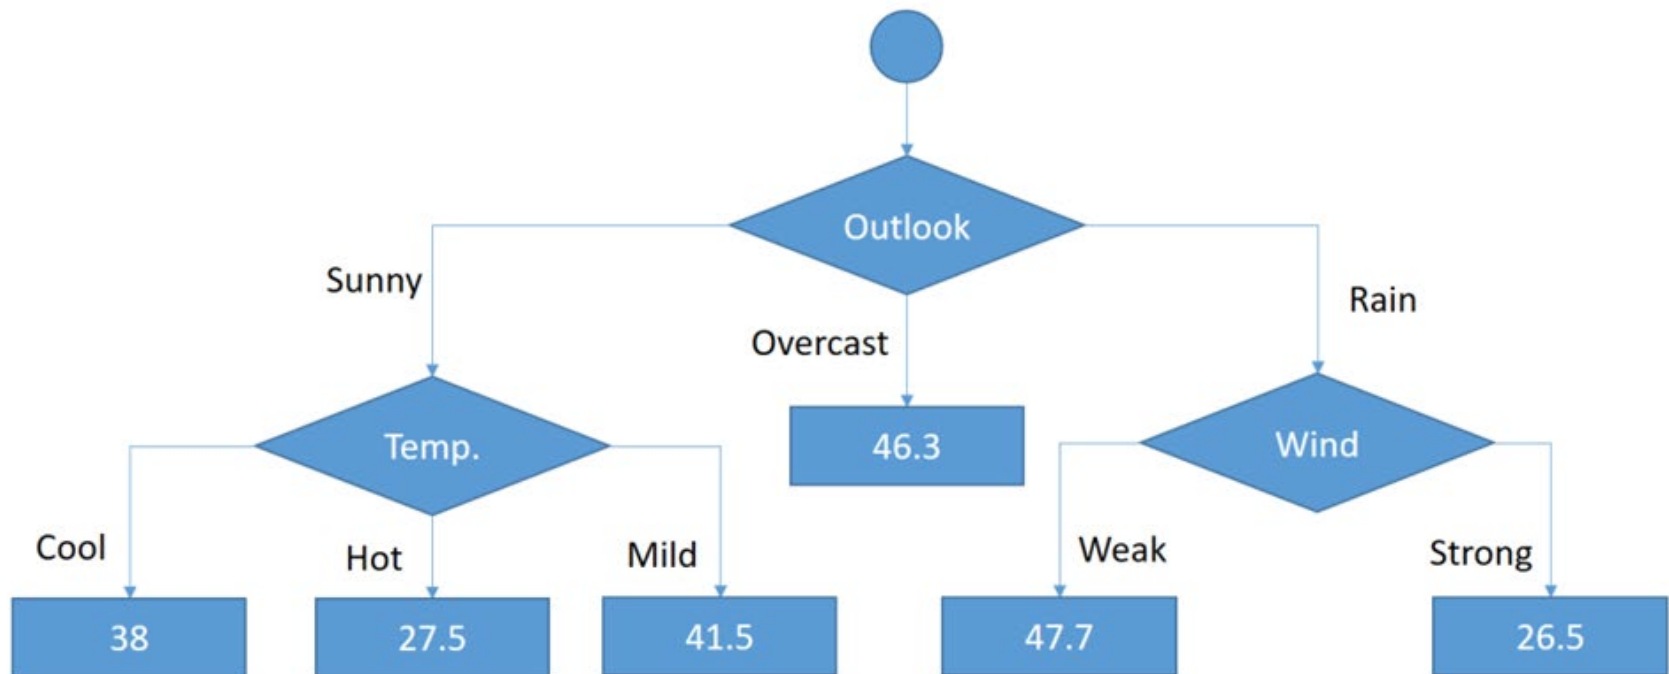 Outlook
Sunny
Rain
Overcast
Temp.
46.3
Wind
Cool
Hot
Mild
Weak
Strong
38
27.5
41.5
47.7
26.5